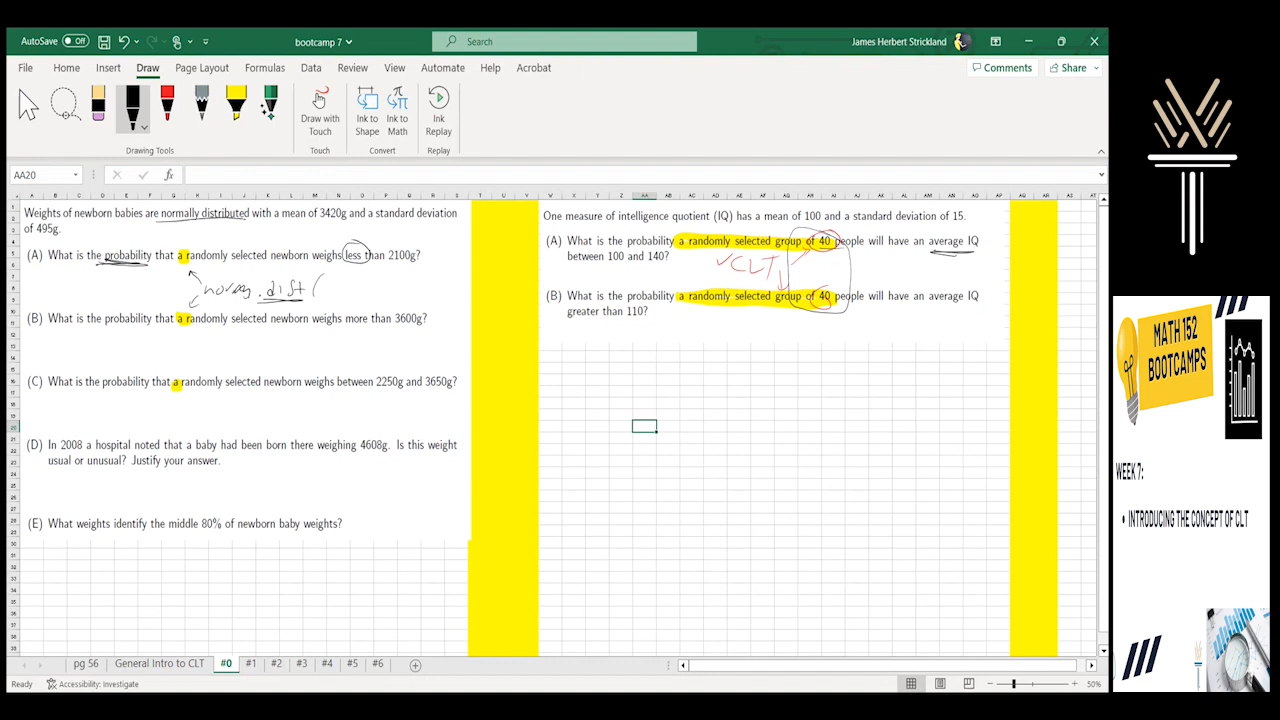 AutoSave Off
bootcamp 7
Search
James Herbert Strickland
File Home Insert Draw Page Layout Formulas Data Review View Automate Help Acrobat
Comments Share
Draw with Touch
Ink to Shape
Ink to Math
Ink Replay
Drawing Tools Touch Convert Replay
AA20 fx
Weights of newborn babies are normally distributed with a mean of 3420g and a standard deviation
of 495g.
(A) What is the probability that a randomly selected newborn weighs less than 2100g?
norm.dist(
(B) What is the probability that a randomly selected newborn weighs more than 3600g?
(C) What is the probability that a randomly selected newborn weighs between 2250g and 3650g?
(D) In 2008 a hospital noted that a baby had been born there weighing 4608g. Is this weight
usual or unusual? Justify your answer.
(E) What weights identify the middle 80% of newborn baby weights?
One measure of intelligence quotient (IQ) has a mean of 100 and a standard deviation of 15.
(A) What is the probability a randomly selected group of 40 people will have an average IQ
between 100 and 140?
CLT
(B) What is the probability a randomly selected group of 40 people will have an average IQ
greater than 110?
pg 56 General Intro to CLT #0 #1 #2 #3 #4 #5 #6
Ready Accessibility: Investigate 50%
MATH 152
BOOTCAMPS
WEEK 7:
• INTRODUCING THE CONCEPT OF CLT